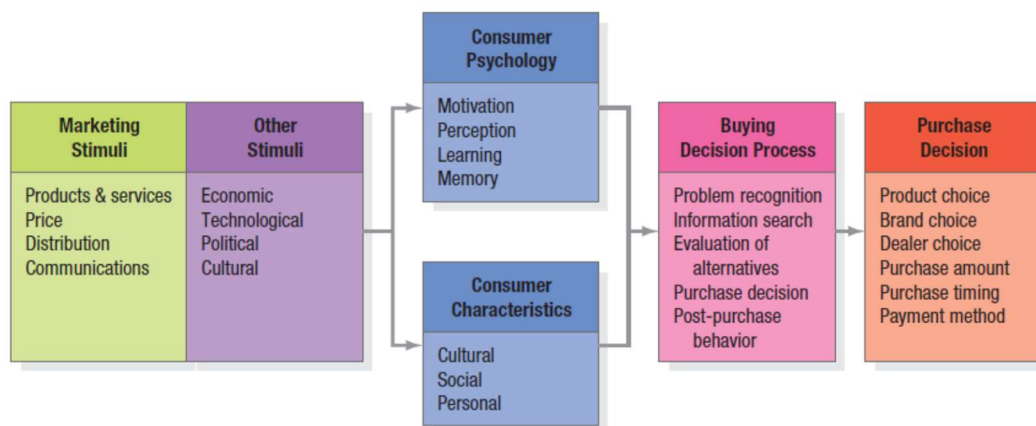 Marketing
Stimuli
Products & services
Price
Distribution
Communications
Other
Stimuli
Economic
Technological
Political
Cultural
Consumer
Psychology
Motivation
Perception
Learning
Memory
Consumer
Characteristics
Cultural
Social
Personal
Buying
Decision Process
Problem recognition
Information search
Evaluation of
alternatives
Purchase decision
Post-purchase
behavior
Purchase
Decision
Product choice
Brand choice
Dealer choice
Purchase amount
Purchase timing
Payment method